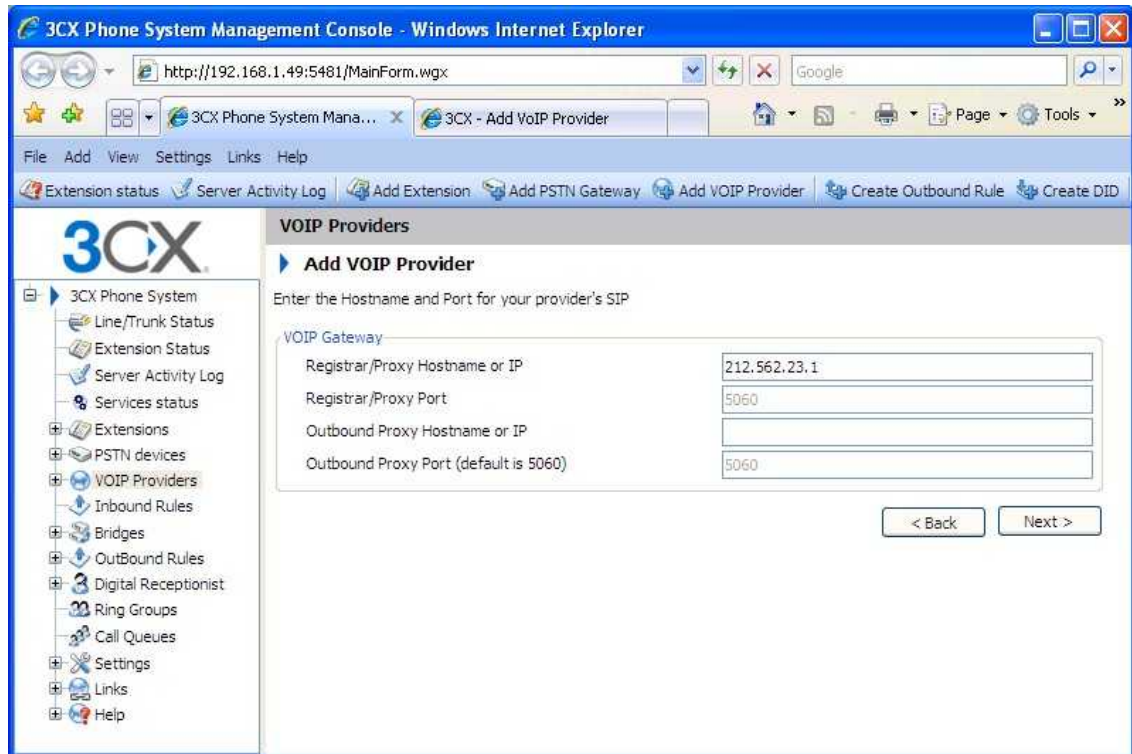 3CX Phone System Management Console - Windows Internet Explorer
http://192.168.1.49:5481/MainForm.wgx
Google
3CX Phone System Mana...
3CX - Add VoIP Provider
Page
Tools
File Add View Settings Links Help
Extension status
Server Activity Log
Add Extension
Add PSTN Gateway
Add VOIP Provider
Create Outbound Rule
Create DID
3CX
3CX Phone System
Line/Trunk Status
Extension Status
Server Activity Log
Services status
Extensions
PSTN devices
VOIP Providers
Inbound Rules
Bridges
OutBound Rules
Digital Receptionist
Ring Groups
Call Queues
Settings
Links
Help
VOIP Providers
Add VOIP Provider
Enter the Hostname and Port for your provider's SIP
VOIP Gateway
Registrar/Proxy Hostname or IP 212.562.23.1
Registrar/Proxy Port 5060
Outbound Proxy Hostname or IP
Outbound Proxy Port (default is 5060) 5060
< Back
Next >